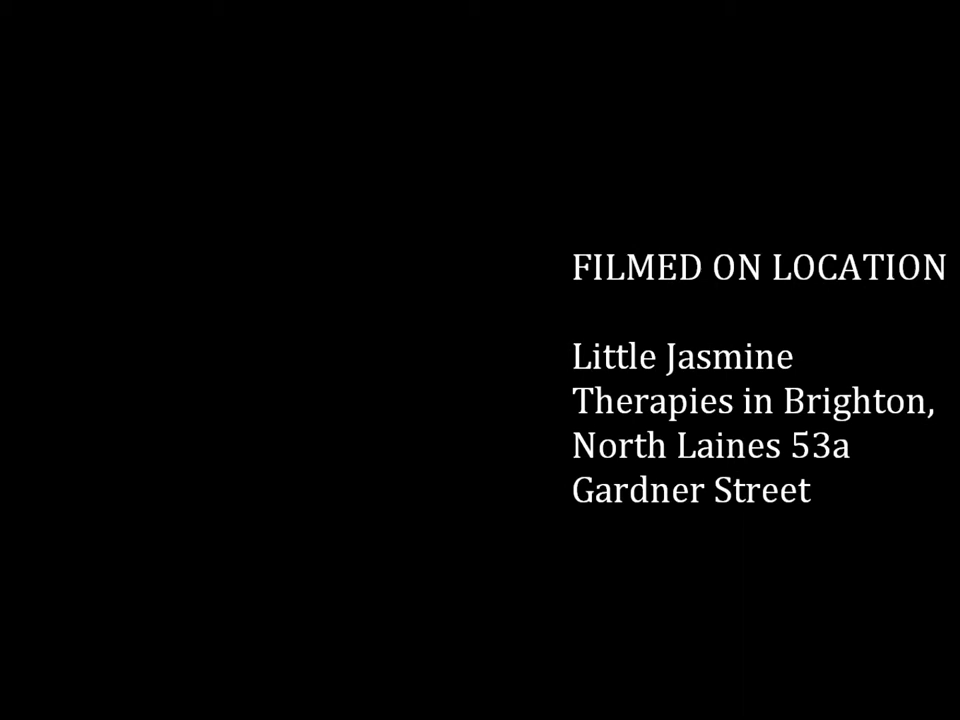 FILMED ON LOCATION
Little Jasmine
Therapies in Brighton,
North Laines 53a
Gardner Street